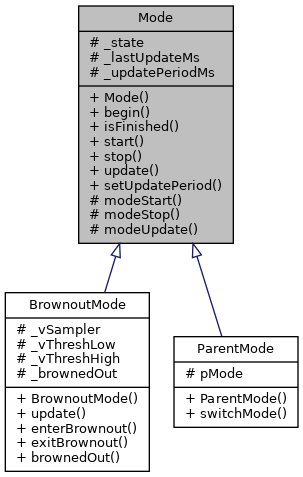 Mode
# _state
# _lastUpdateMs
# _updatePeriodMs
+ Mode()
+ begin()
+ isFinished()
+ start()
+ stop()
+ update()
+ setUpdatePeriod()
# modeStart()
# modeStop()
# modeUpdate()
BrownoutMode
# _vSampler
# _vThreshLow
# _vThreshHigh
# _brownedOut
+ BrownoutMode()
+ update()
+ enterBrownout()
+ exitBrownout()
+ brownedOut()
ParentMode
# pMode
+ ParentMode()
+ switchMode()